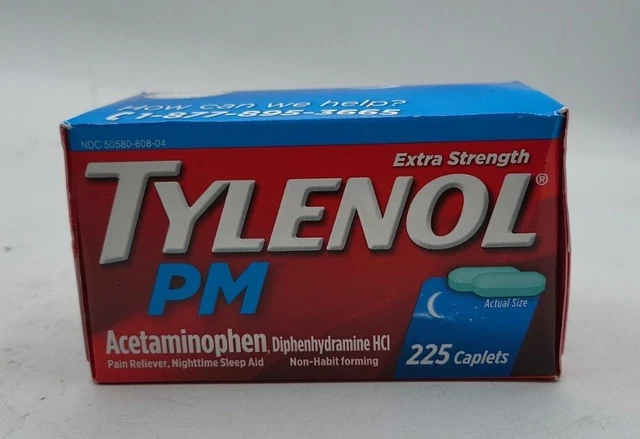 How can we help?
1-877-895-3665
NDC 50580-608-04
Extra Strength
TYLENOL®
PM
Actual Size
Acetaminophen, Diphenhydramine HCl
Pain Reliever, Nighttime Sleep Aid Non-Habit forming
225 Caplets